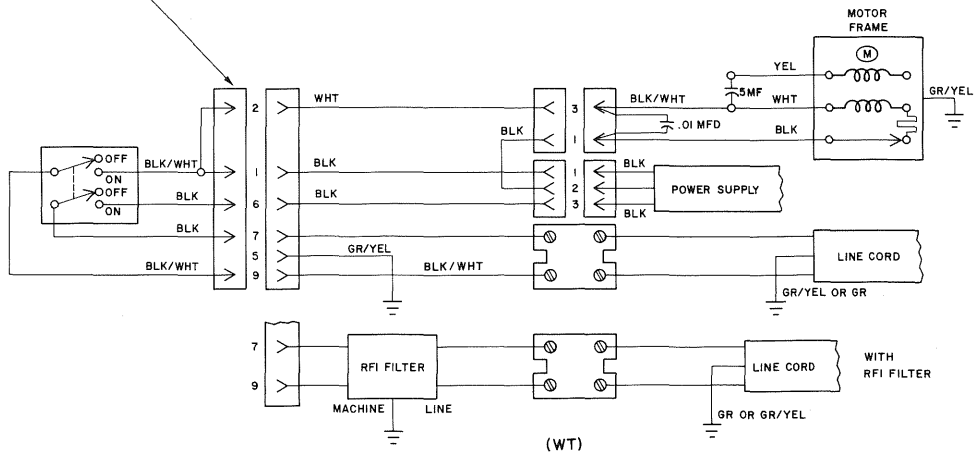 MOTOR
FRAME
M
YEL
5MF
GR/YEL
2
WHT
3
BLK/WHT
WHT
BLK
1
.01 MFD
BLK
OFF
ON
BLK/WHT
1
BLK
1
BLK
OFF
ON
BLK
6
BLK
2
3
BLK
POWER SUPPLY
BLK
7
5
GR/YEL
BLK/WHT
9
BLK/WHT
LINE CORD
GR/YEL OR GR
7
9
RFI FILTER
MACHINE
LINE
LINE CORD
WITH
RFI FILTER
GR OR GR/YEL
(WT)